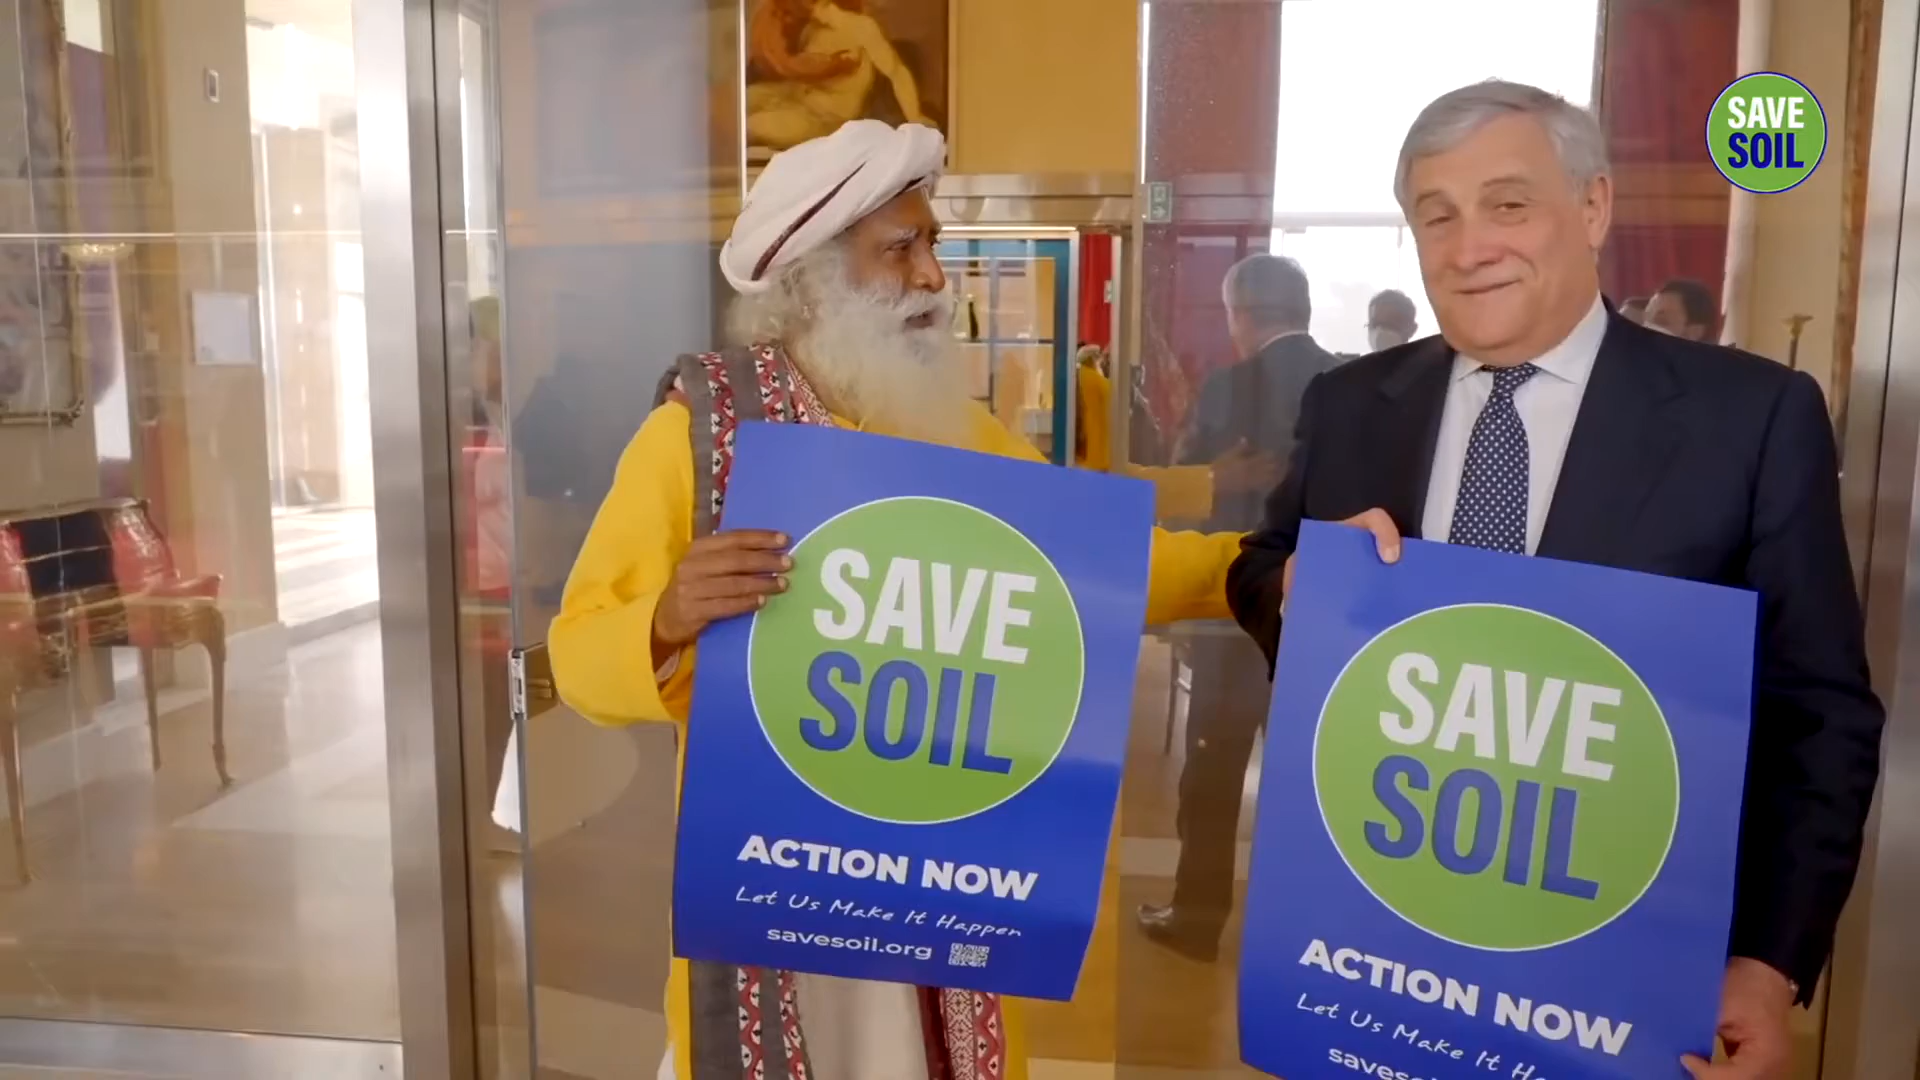 SAVE
SOIL
SAVE
SOIL
ACTION NOW
Let Us Make It Happen
savesoil.org
SAVE
SOIL
ACTION NOW
Let Us Make It